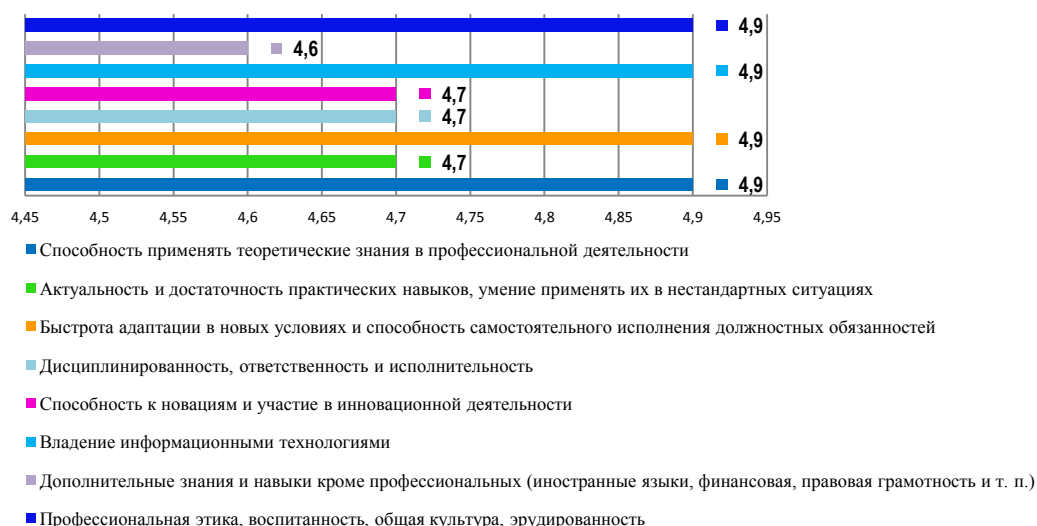 4,9
4,6
4,9
4,7
4,7
4,9
4,7
4,9
4,45 4,5 4,55 4,6 4,65 4,7 4,75 4,8 4,85 4,9 4,95
Способность применять теоретические знания в профессиональной деятельности
Актуальность и достаточность практических навыков, умение применять их в нестандартных ситуациях
Быстрота адаптации в новых условиях и способность самостоятельного исполнения должностных обязанностей
Дисциплинированность, ответственность и исполнительность
Способность к новациям и участие в инновационной деятельности
Владение информационными технологиями
Дополнительные знания и навыки кроме профессиональных (иностранные языки, финансовая, правовая грамотность и т. п.)
Профессиональная этика, воспитанность, общая культура, эрудированность